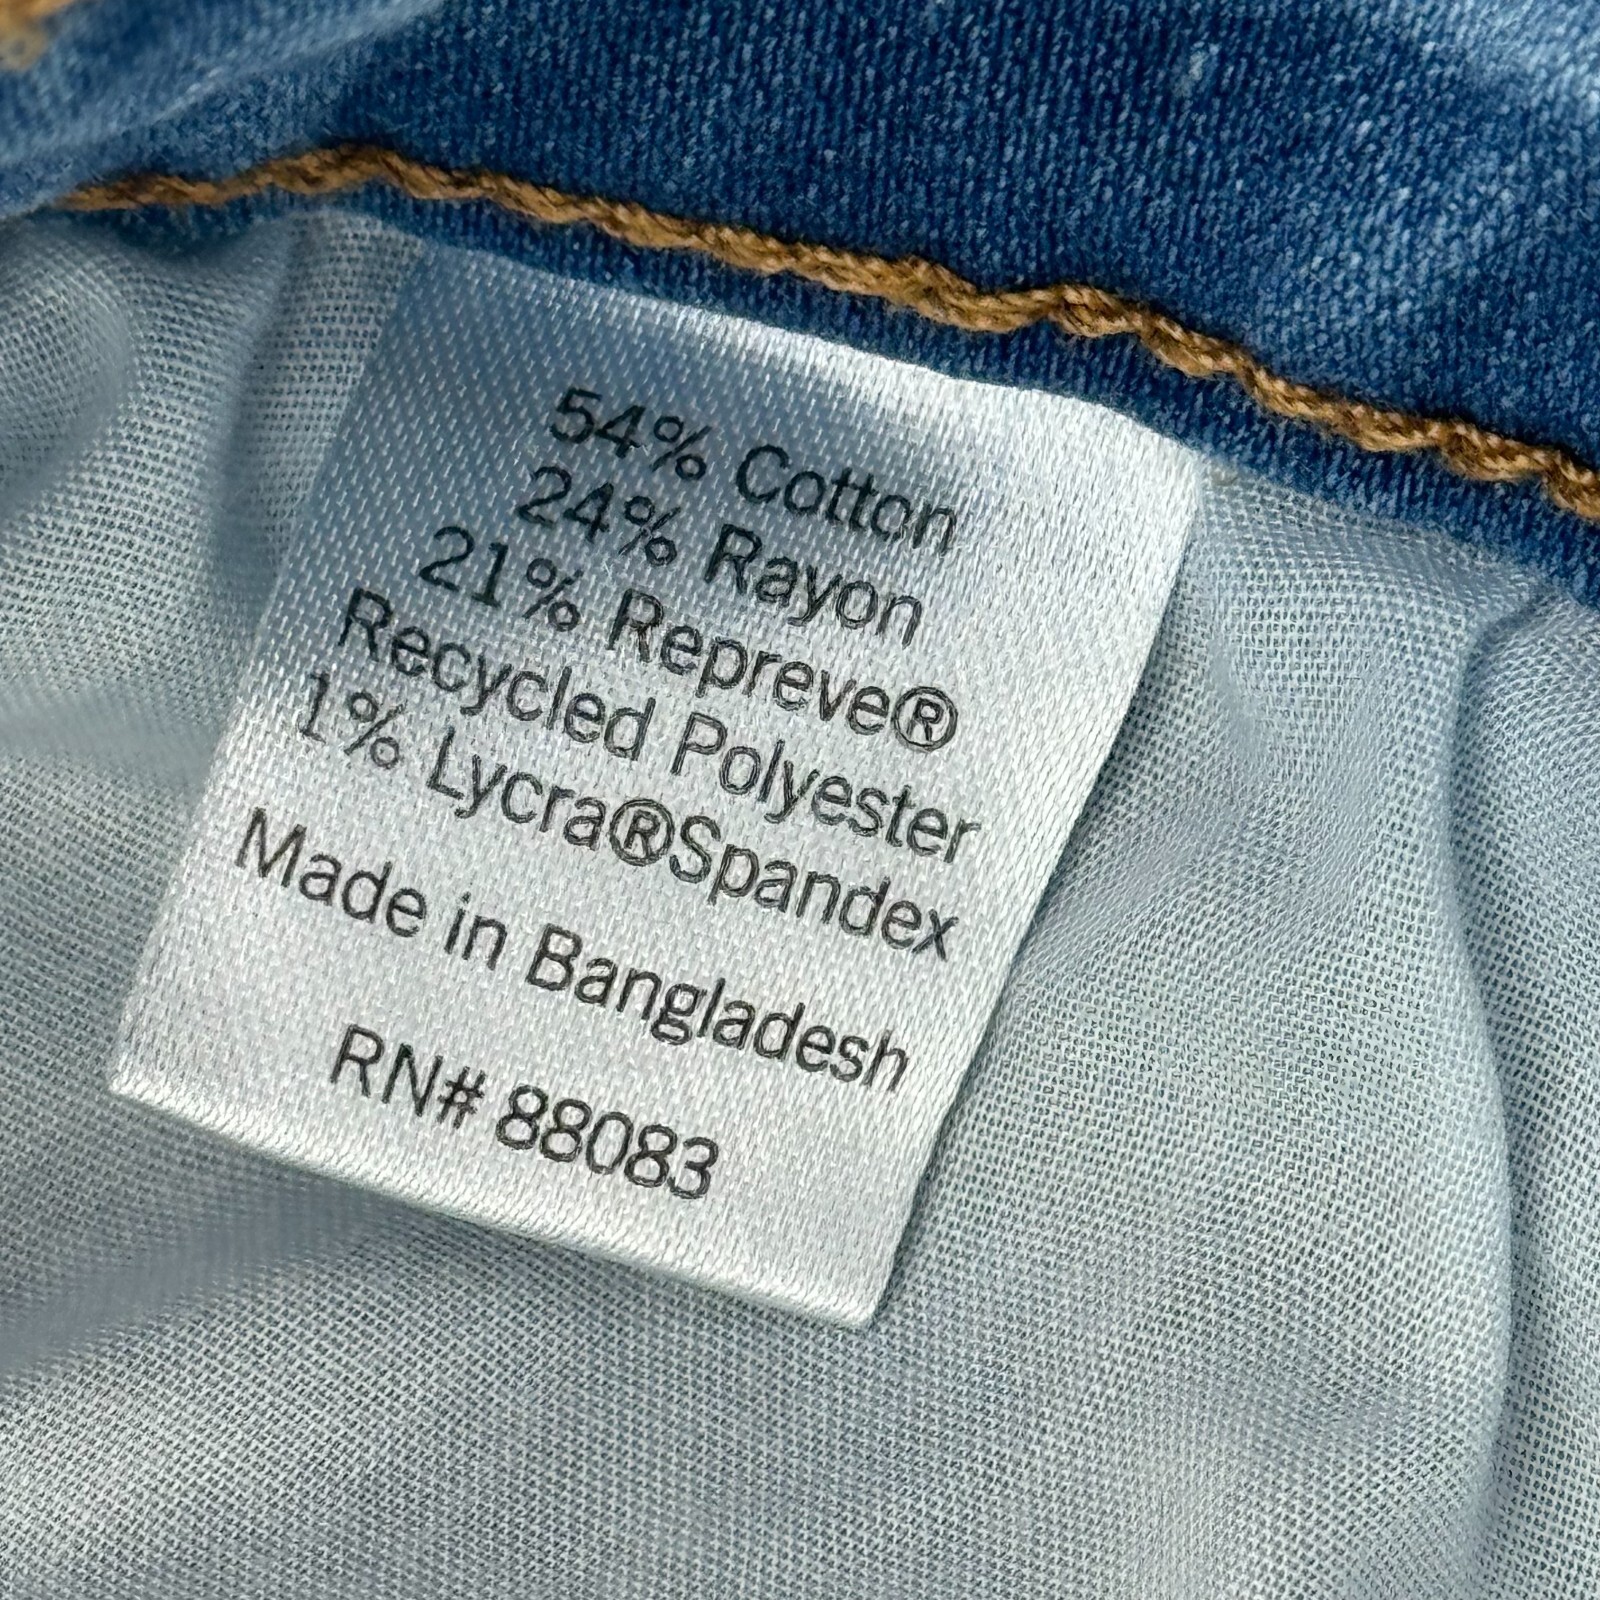 54% Cotton
24% Rayon
21% Repreve®
Recycled Polyester
1% Lycra®Spandex
Made in Bangladesh
RN# 88083